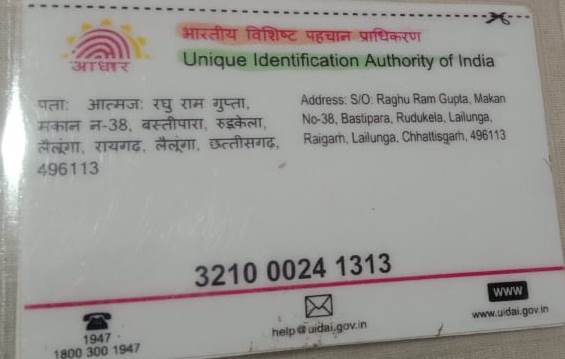 भारतीय विशिष्ट पहचान प्राधिकरण
Unique Identification Authority of India
आधार
पता: आत्मज: रघु राम गुप्ता,
मकान न-38, बस्तीपारा, रुडुकेला,
लैलूंगा, रायगढ, लैलूंगा, छत्तीसगढ़,
496113
Address: S/O: Raghu Ram Gupta, Makan
No-38, Bastipara, Rudukela, Lailunga,
Raigarh, Lailunga, Chhattisgarh, 496113
3210 0024 1313
1947
1800 300 1947
help@uidai.gov.in
www
www.uidai.gov.in